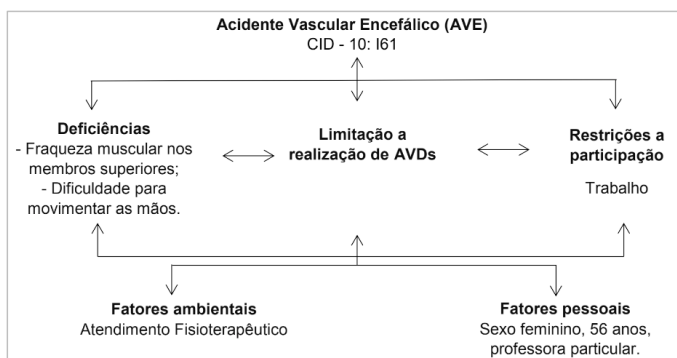 Acidente Vascular Encefálico (AVE)
CID - 10: I61
Deficiências
- Fraqueza muscular nos
membros superiores;
- Dificuldade para
movimentar as mãos.
Limitação a
realização de AVDs
Restrições a
participação
Trabalho
Fatores ambientais
Atendimento Fisioterapêutico
Fatores pessoais
Sexo feminino, 56 anos,
professora particular.